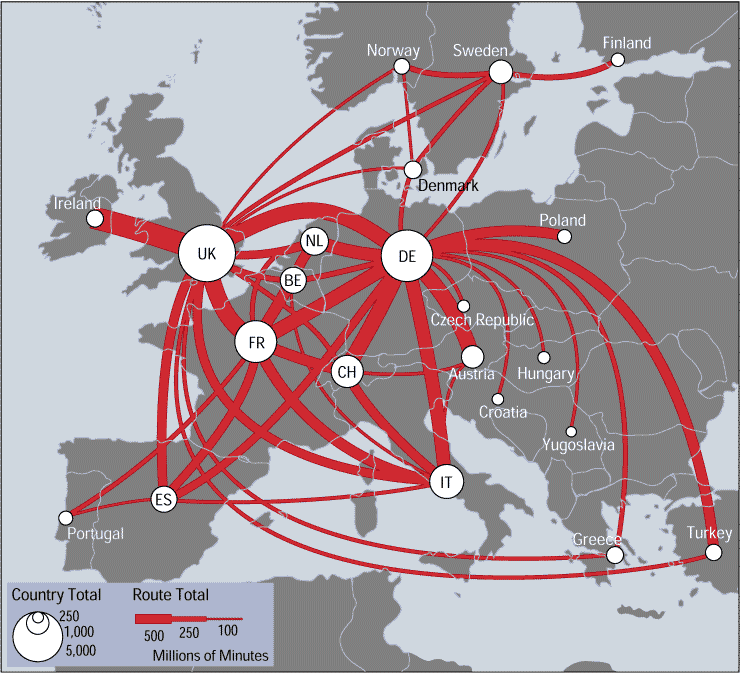 Norway
Sweden
Finland
Denmark
Ireland
Poland
UK
NL
DE
BE
Czech Republic
FR
CH
Austria
Hungary
Croatia
Yugoslavia
IT
ES
Portugal
Greece
Turkey
Country Total
250
1,000
5,000
Route Total
500 250 100
Millions of Minutes